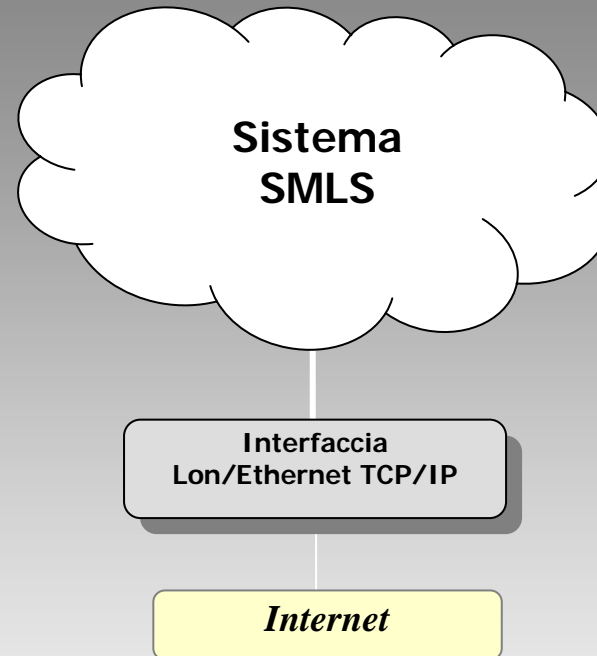 Sistema
SMLS
Interfaccia
Lon/Ethernet TCP/IP
Internet